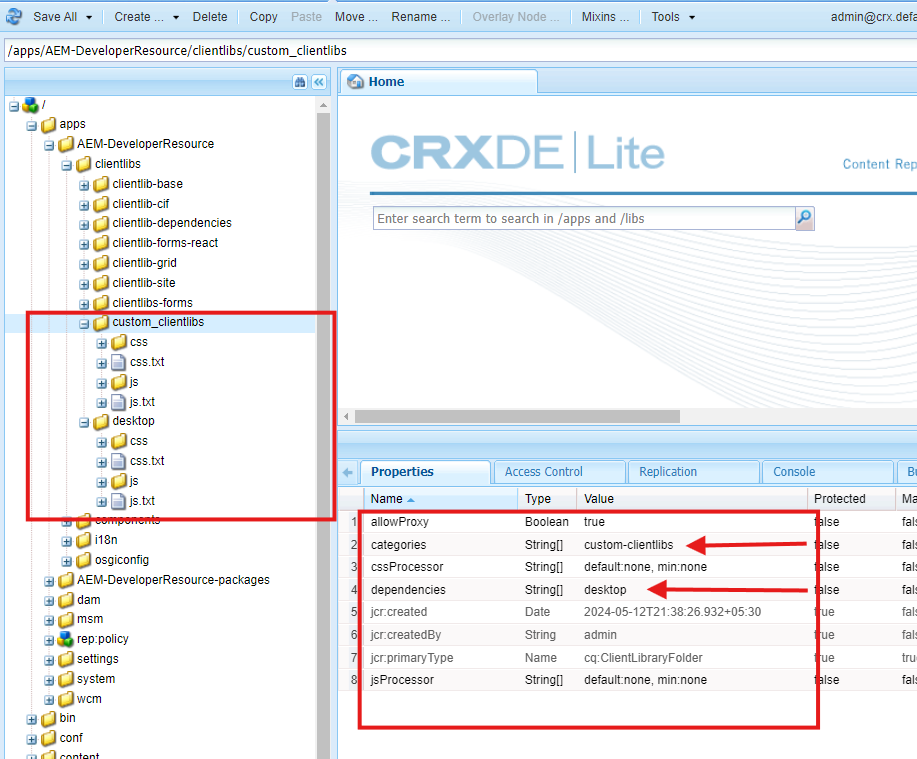 Save All Create ... Delete Copy Paste Move ... Rename ... Overlay Node ... Mixins ... Tools admin@crx.defa
/apps/AEM-DeveloperResource/clientlibs/custom_clientlibs
/
apps
AEM-DeveloperResource
clientlibs
clientlib-base
clientlib-cif
clientlib-dependencies
clientlib-forms-react
clientlib-grid
clientlib-site
clientlibs-forms
custom_clientlibs
css
css.txt
js
js.txt
desktop
css
css.txt
js
js.txt
components
i18n
osgiconfig
AEM-DeveloperResource-packages
dam
msm
rep:policy
settings
system
wcm
bin
conf
content
Home
CRXDE Lite
Content Rep
Enter search term to search in /apps and /libs
Properties Access Control Replication Console Bu
Name Type Value Protected Ma
1 allowProxy Boolean true false fals
2 categories String[] custom-clientlibs false fals
3 cssProcessor String[] default:none, min:none false fals
4 dependencies String[] desktop false fals
5 jcr:created Date 2024-05-12T21:38:26.932+05:30 true fals
6 jcr:createdBy String admin true fals
7 jcr:primaryType Name cq:ClientLibraryFolder true true
8 jsProcessor String[] default:none, min:none false fals